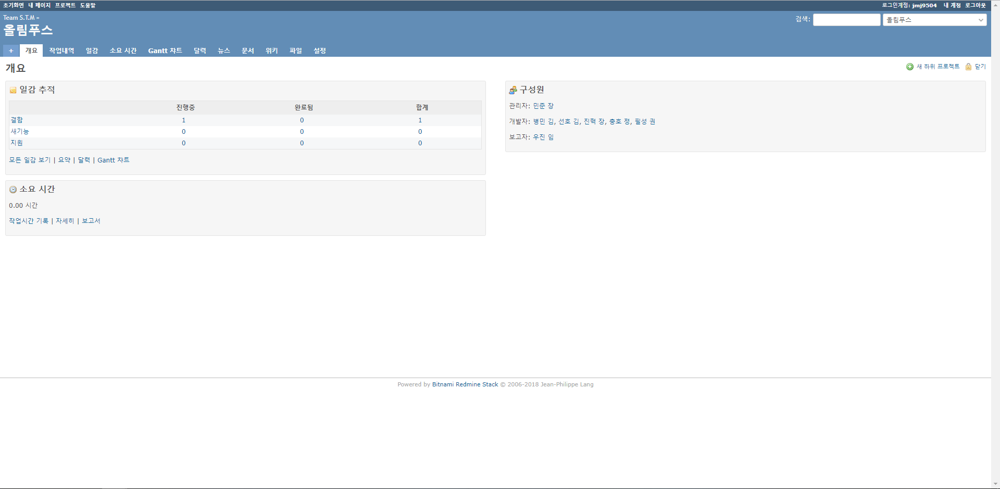 초기화면 내 페이지 프로젝트 도움말 로그인계정: jmj9504 내 계정 로그아웃
Team S.T.M »
검색: 올림푸스
올림푸스
+ 개요 작업내역 일감 소요 시간 Gantt 챠트 달력 뉴스 문서 위키 파일 설정
개요
새 하위 프로젝트 닫기
일감 추적
진행중 완료됨 합계
결함 1 0 1
새기능 0 0 0
지원 0 0 0
모든 일감 보기 | 요약 | 달력 | Gantt 챠트
소요 시간
0.00 시간
작업시간 기록 | 자세히 | 보고서
구성원
관리자: 민준 장
개발자: 병민 김, 선호 김, 진혁 장, 충호 정, 필성 권
보고자: 우진 임
Powered by Bitnami Redmine Stack © 2006-2018 Jean-Philippe Lang